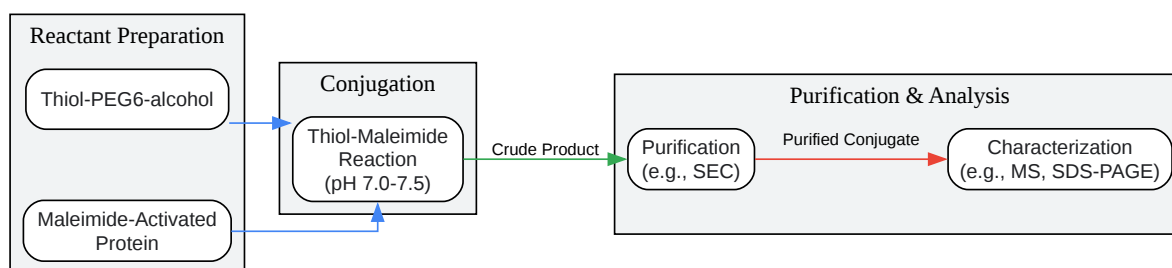 Reactant Preparation
Thiol-PEG6-alcohol
Maleimide-Activated
Protein
Conjugation
Thiol-Maleimide
Reaction
(pH 7.0-7.5)
Crude Product
Purification & Analysis
Purification
(e.g., SEC)
Purified Conjugate
Characterization
(e.g., MS, SDS-PAGE)